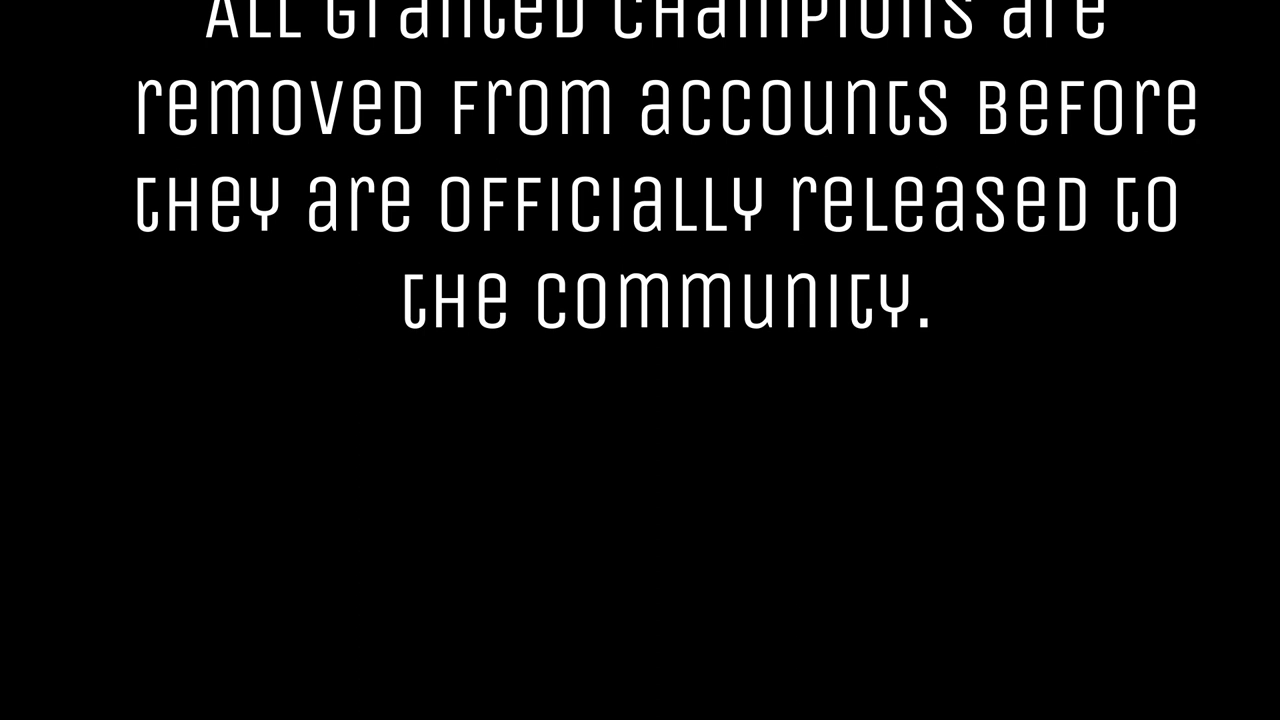 All granted champions are
removed from accounts before
they are officially released to
the community.